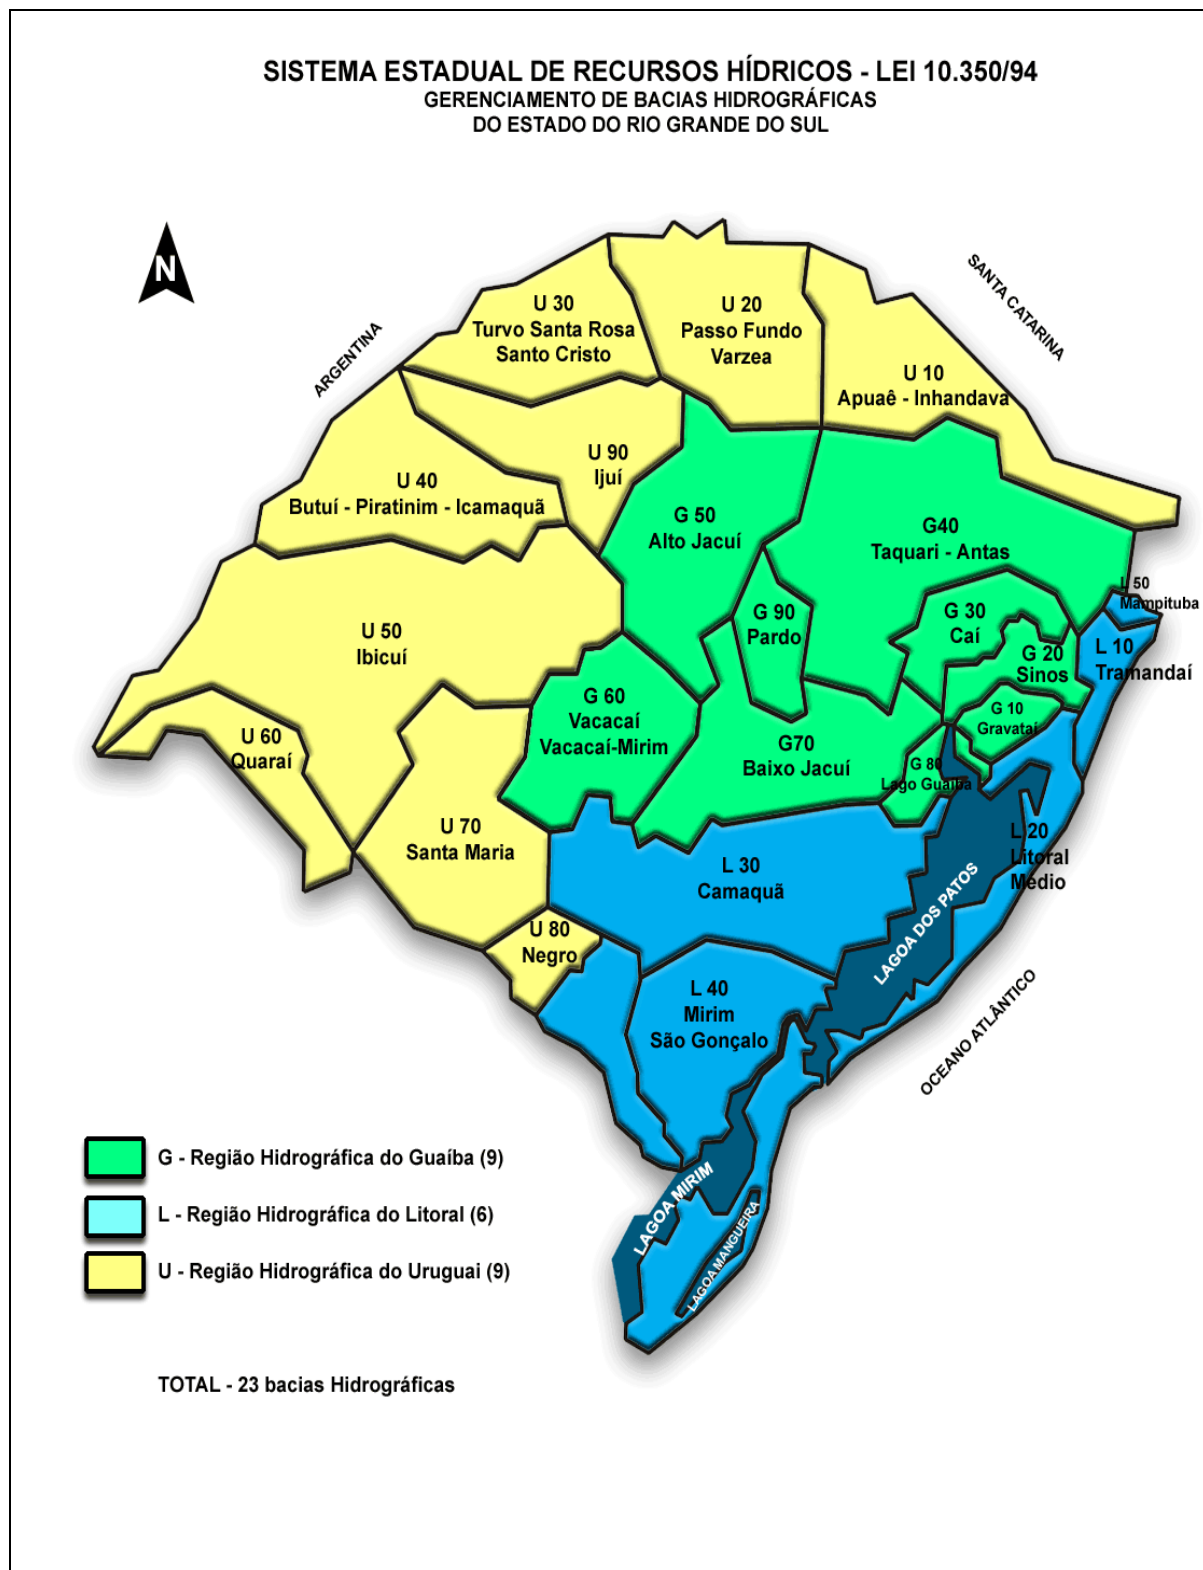 SISTEMA ESTADUAL DE RECURSOS HÍDRICOS - LEI 10.350/94
GERENCIAMENTO DE BACIAS HIDROGRÁFICAS
DO ESTADO DO RIO GRANDE DO SUL
N
ARGENTINA
SANTA CATARINA
U 30
Turvo Santa Rosa
Santo Cristo
U 20
Passo Fundo
Varzea
U 10
Apuaê - Inhandava
U 90
Ijuí
U 40
Butuí - Piratinim - Icamaquã
G 50
Alto Jacuí
G40
Taquari - Antas
L 50
Mampituba
G 90
Pardo
G 30
Caí
U 50
Ibicuí
G 20
Sinos
L 10
Tramandaí
G 60
Vacacaí
Vacacaí-Mirim
G 10
Gravataí
U 60
Quaraí
G70
Baixo Jacuí
G 80
Lago Guaíba
U 70
Santa Maria
L 20
Litoral
Medio
L 30
Camaquã
LAGOA DOS PATOS
U 80
Negro
L 40
Mirim
São Gonçalo
OCEANO ATLÂNTICO
LAGOA MIRIM
LAGOA MANGUEIRA
G - Região Hidrográfica do Guaíba (9)
L - Região Hidrográfica do Litoral (6)
U - Região Hidrográfica do Uruguai (9)
TOTAL - 23 bacias Hidrográficas